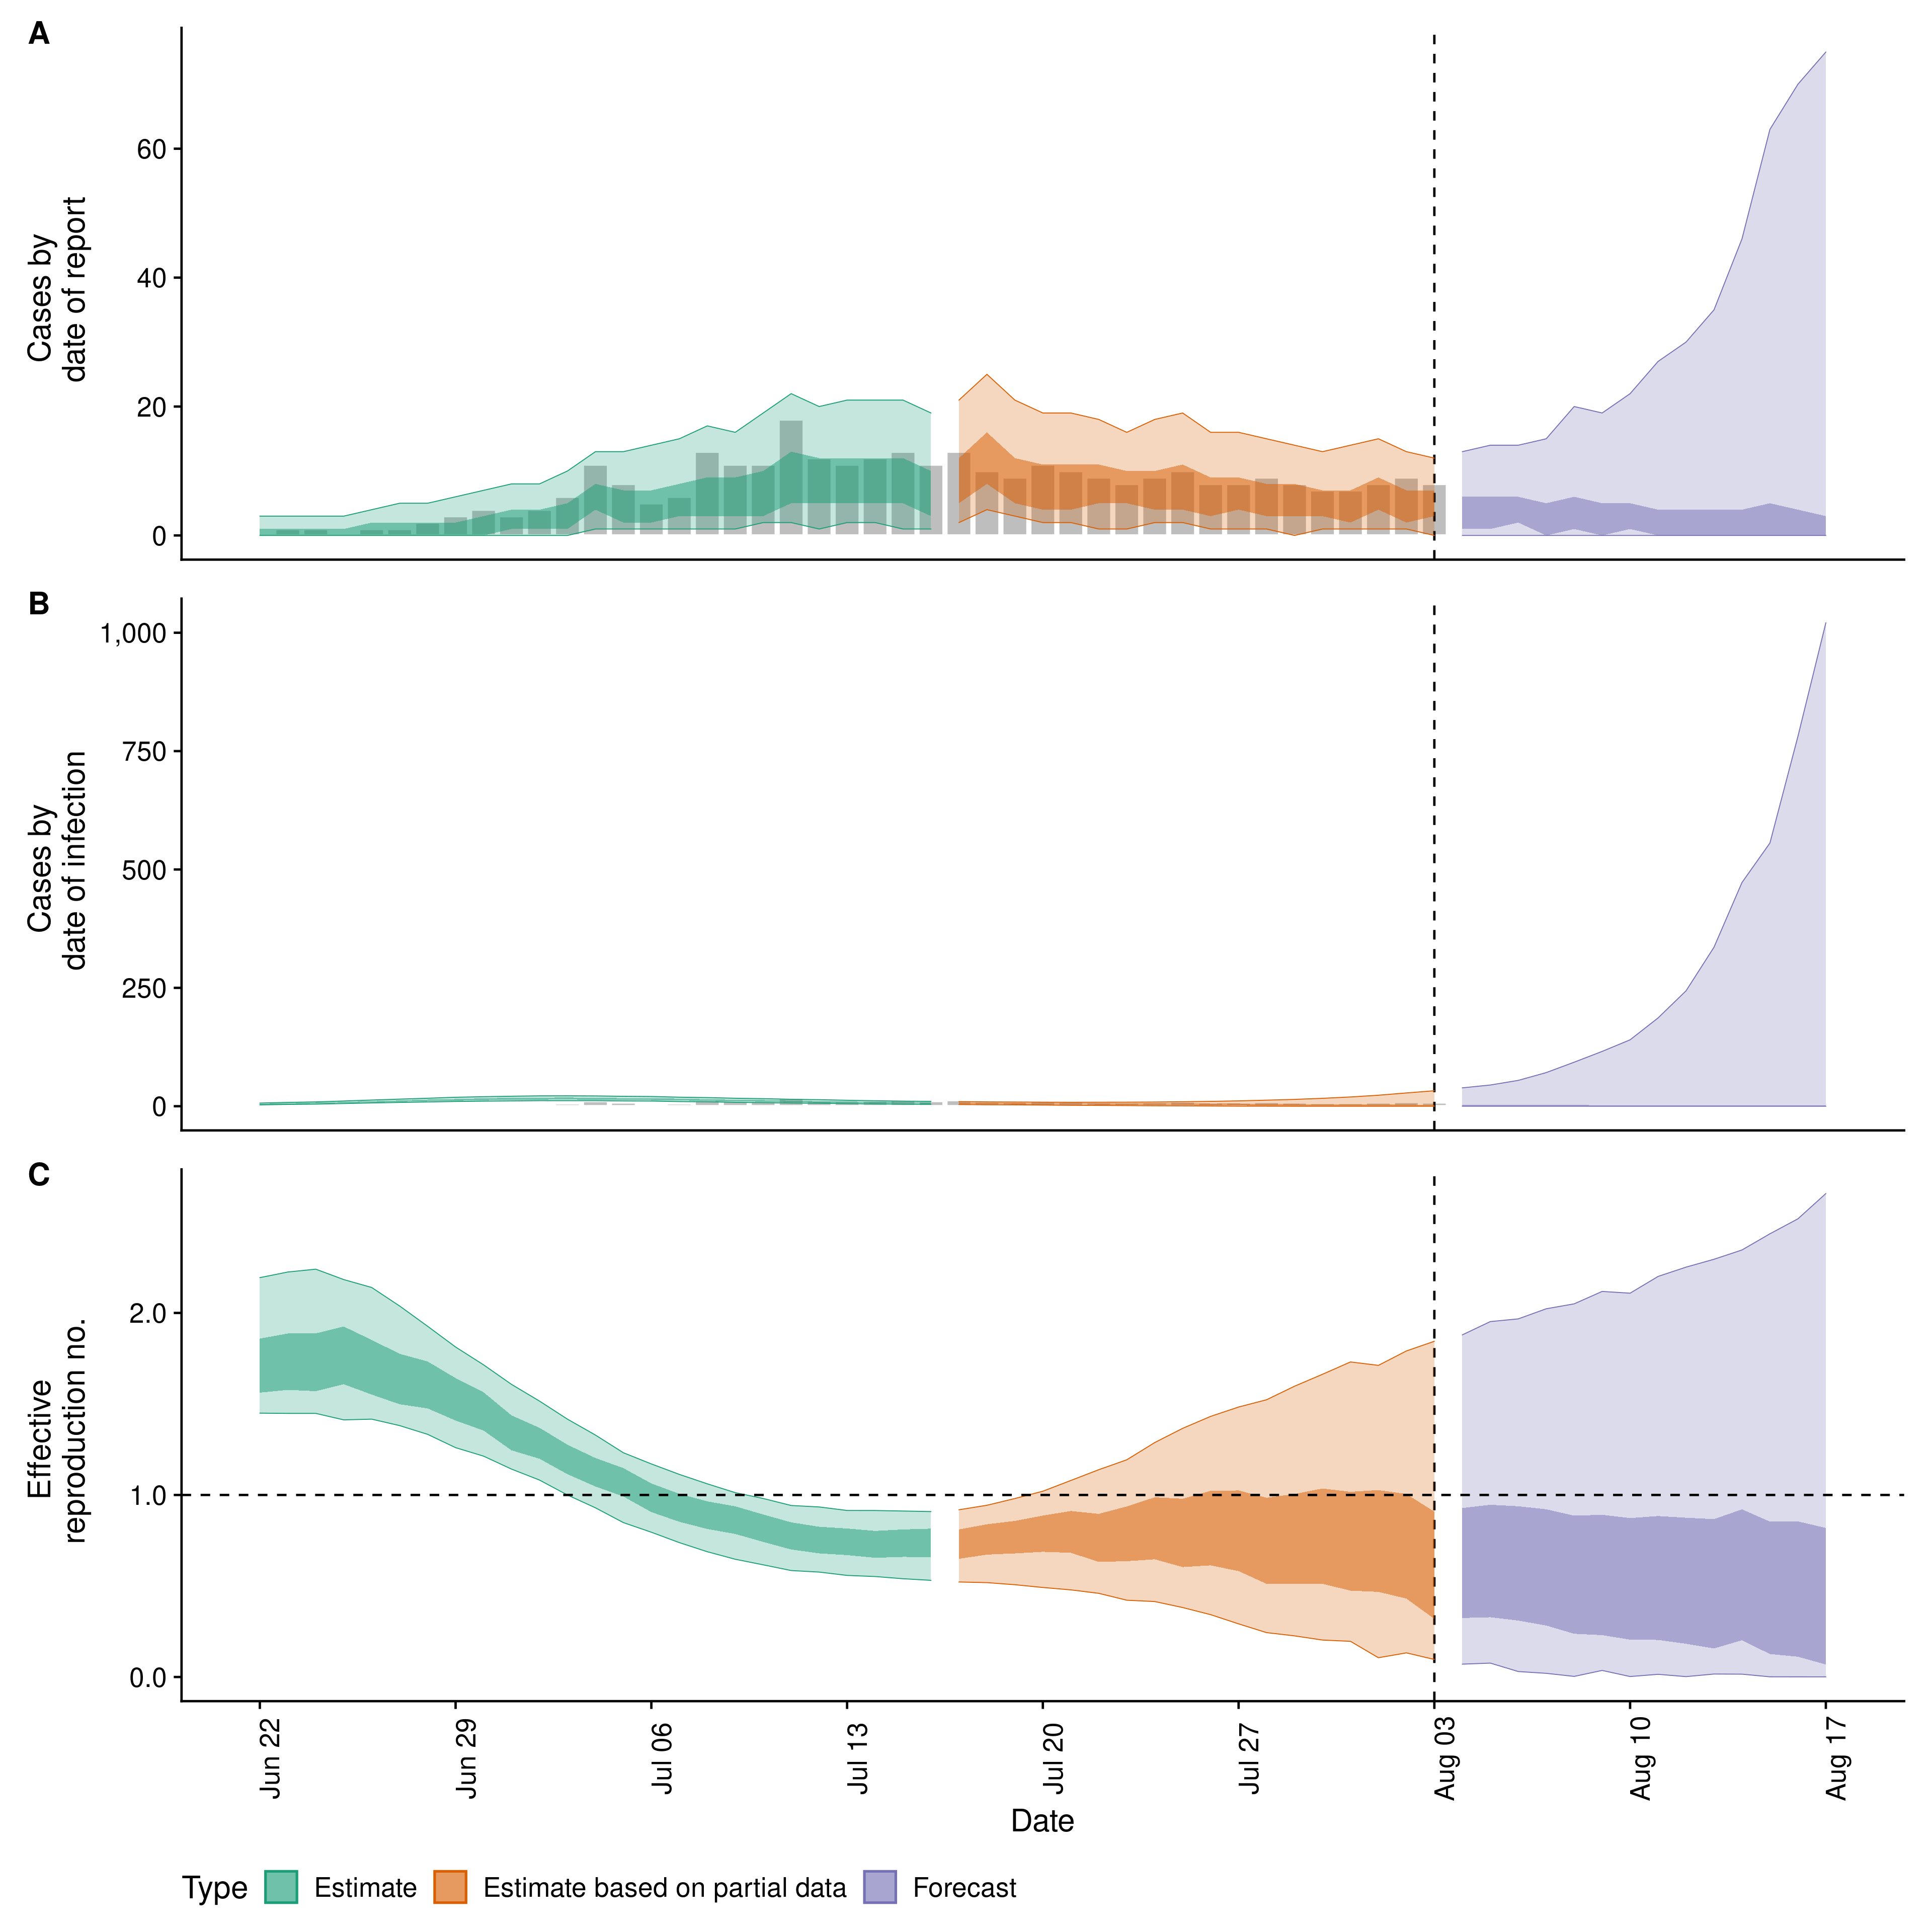 A
Cases by
date of report
60
40
20
0
B
Cases by
date of infection
1,000
750
500
250
0
C
Effective
reproduction no.
2.0
1.0
0.0
Jun 22
Jun 29
Jul 06
Jul 13
Jul 20
Jul 27
Aug 03
Aug 10
Aug 17
Date
Type Estimate Estimate based on partial data Forecast